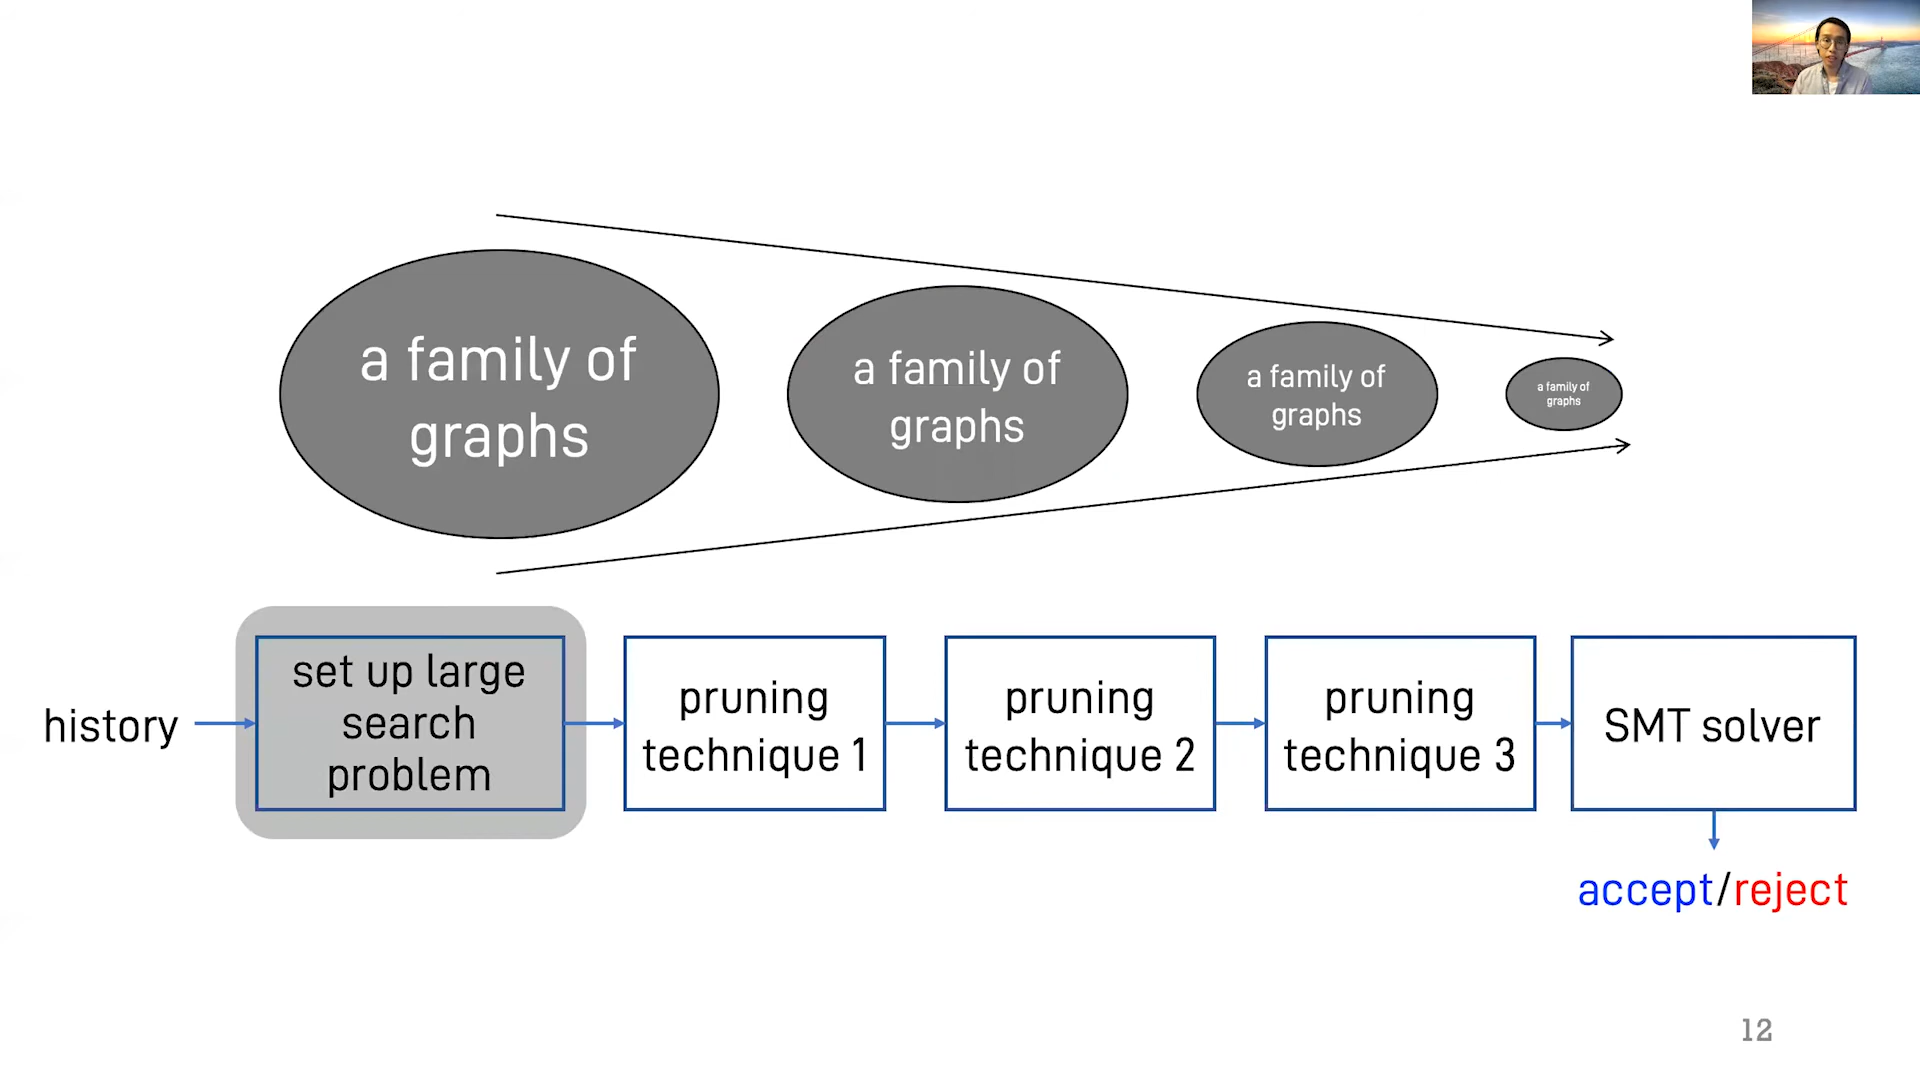 a family of
graphs
a family of
graphs
a family of
graphs
a family of
graphs
history
set up large
search
problem
pruning
technique 1
pruning
technique 2
pruning
technique 3
SMT solver
accept/reject
12